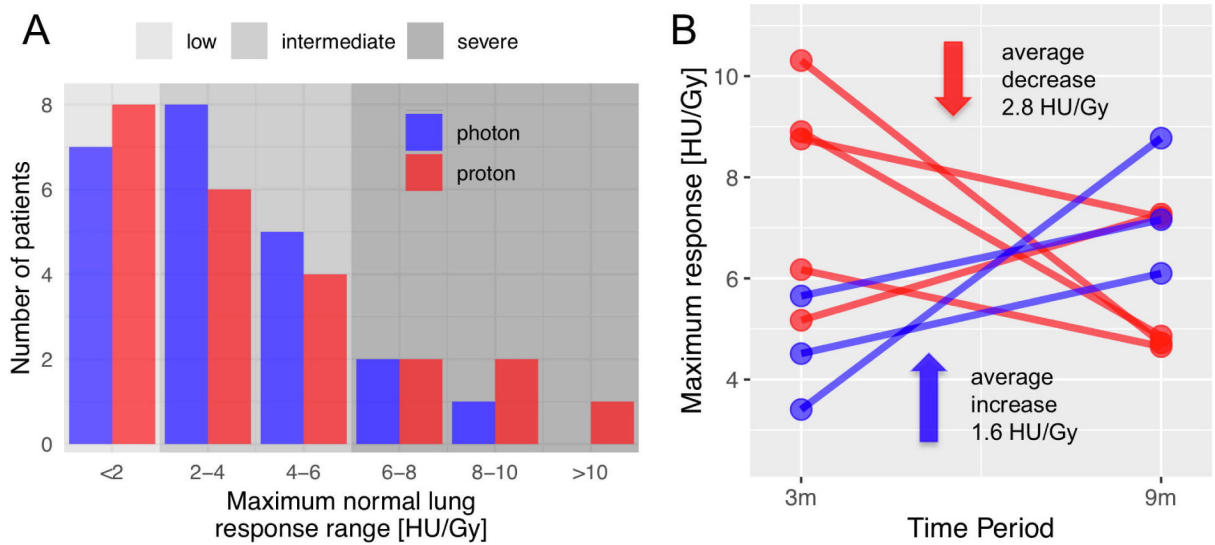 A
low intermediate severe
Number of patients
8
6
4
2
0
photon
proton
<2 2–4 4–6 6–8 8–10 >10
Maximum normal lung
response range [HU/Gy]
B
Maximum response [HU/Gy]
10
8
6
4
average
decrease
2.8 HU/Gy
average
increase
1.6 HU/Gy
3m 9m
Time Period